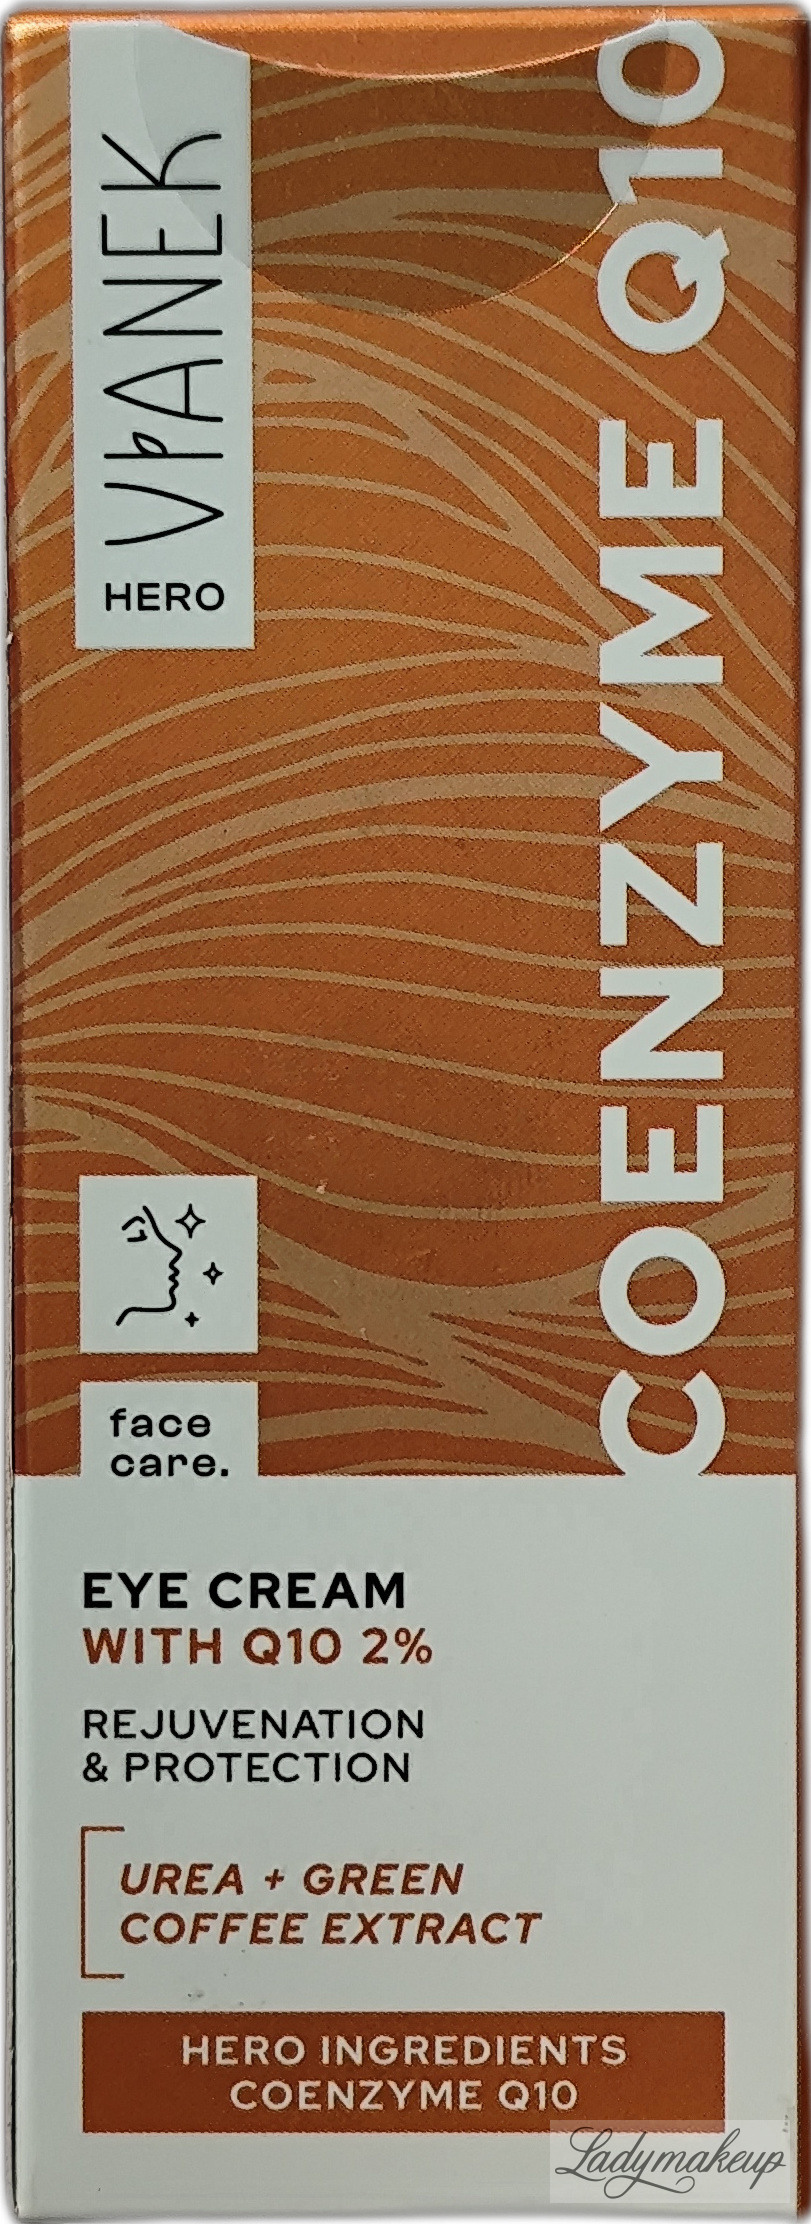 HERO VIANEK
COENZYME Q10
face
care.
EYE CREAM
WITH Q10 2%
REJUVENATION
& PROTECTION
UREA + GREEN
COFFEE EXTRACT
HERO INGREDIENTS
COENZYME Q10
Ladymakeup